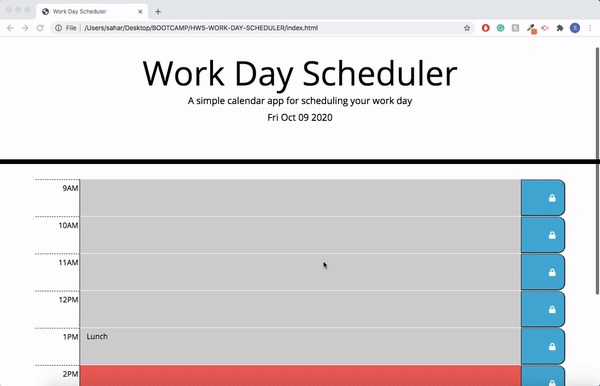 Work Day Scheduler
File
/Users/sahar/Desktop/BOOTCAMP/HW5-WORK-DAY-SCHEDULER/index.html
Work Day Scheduler
A simple calendar app for scheduling your work day
Fri Oct 09 2020
9AM
10AM
11AM
12PM
1PM Lunch
2PM